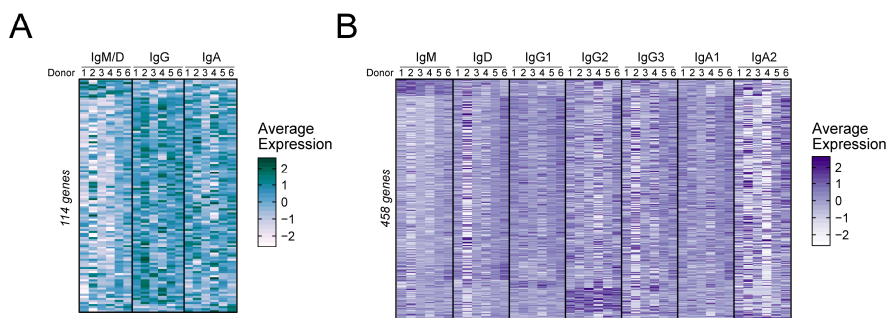 A
IgM/D IgG IgA
Donor 1 2 3 4 5 6 1 2 3 4 5 6 1 2 3 4 5 6
114 genes
Average
Expression
2
1
0
−1
−2
B
IgM IgD IgG1 IgG2 IgG3 IgA1 IgA2
Donor 1 2 3 4 5 6 1 2 3 4 5 6 1 2 3 4 5 6 1 2 3 4 5 6 1 2 3 4 5 6 1 2 3 4 5 6 1 2 3 4 5 6
458 genes
Average
Expression
2
1
0
−1
−2